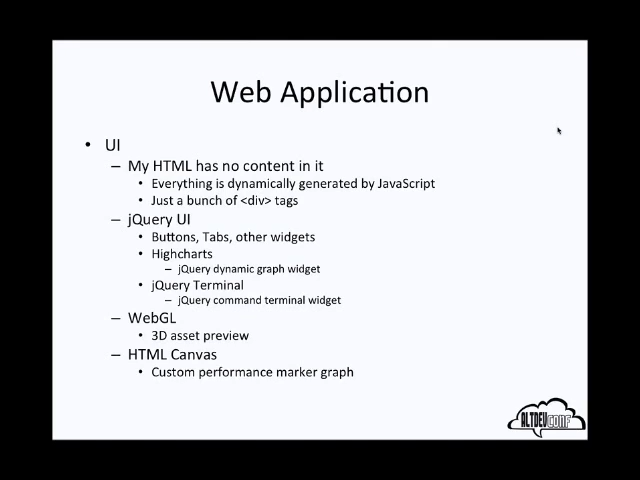 Web Application
• UI
– My HTML has no content in it
• Everything is dynamically generated by JavaScript
• Just a bunch of <div> tags
– jQuery UI
• Buttons, Tabs, other widgets
• Highcharts
– jQuery dynamic graph widget
• jQuery Terminal
– jQuery command terminal widget
– WebGL
• 3D asset preview
– HTML Canvas
• Custom performance marker graph
ALTDEVCONF